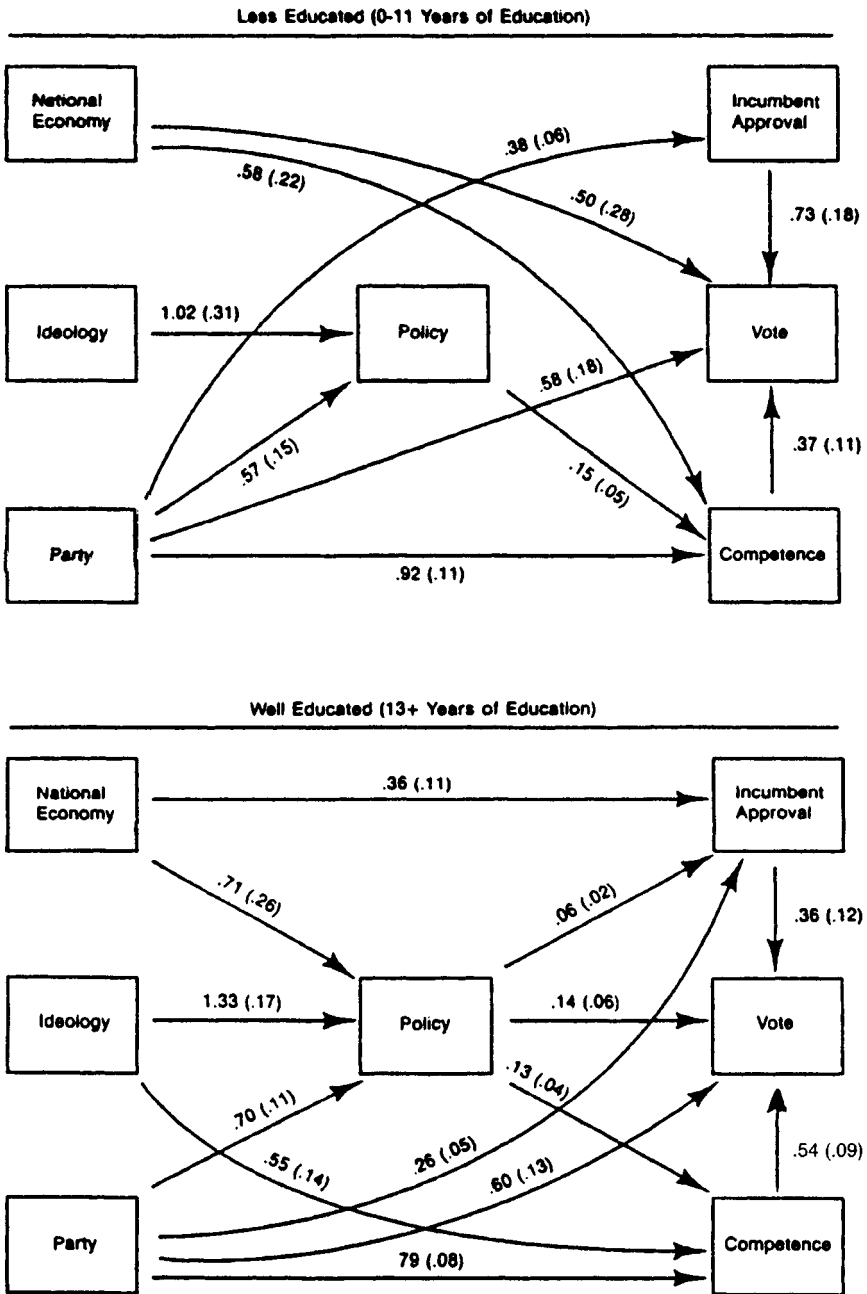 Less Educated (0-11 Years of Education)
National
Economy
Incumbent
Approval
.38 (.06)
.58 (.22)
.50 (.28)
.73 (.18)
Ideology
1.02 (.31)
Policy
Vote
.58 (.18)
.57 (.15)
.15 (.05)
.37 (.11)
Party
.92 (.11)
Competence
Well Educated (13+ Years of Education)
National
Economy
.36 (.11)
Incumbent
Approval
.71 (.26)
.06 (.02)
.36 (.12)
Ideology
1.33 (.17)
Policy
.14 (.06)
Vote
.13 (.04)
.70 (.11)
.55 (.14)
.26 (.05)
.60 (.13)
.54 (.09)
Party
79 (.08)
Competence